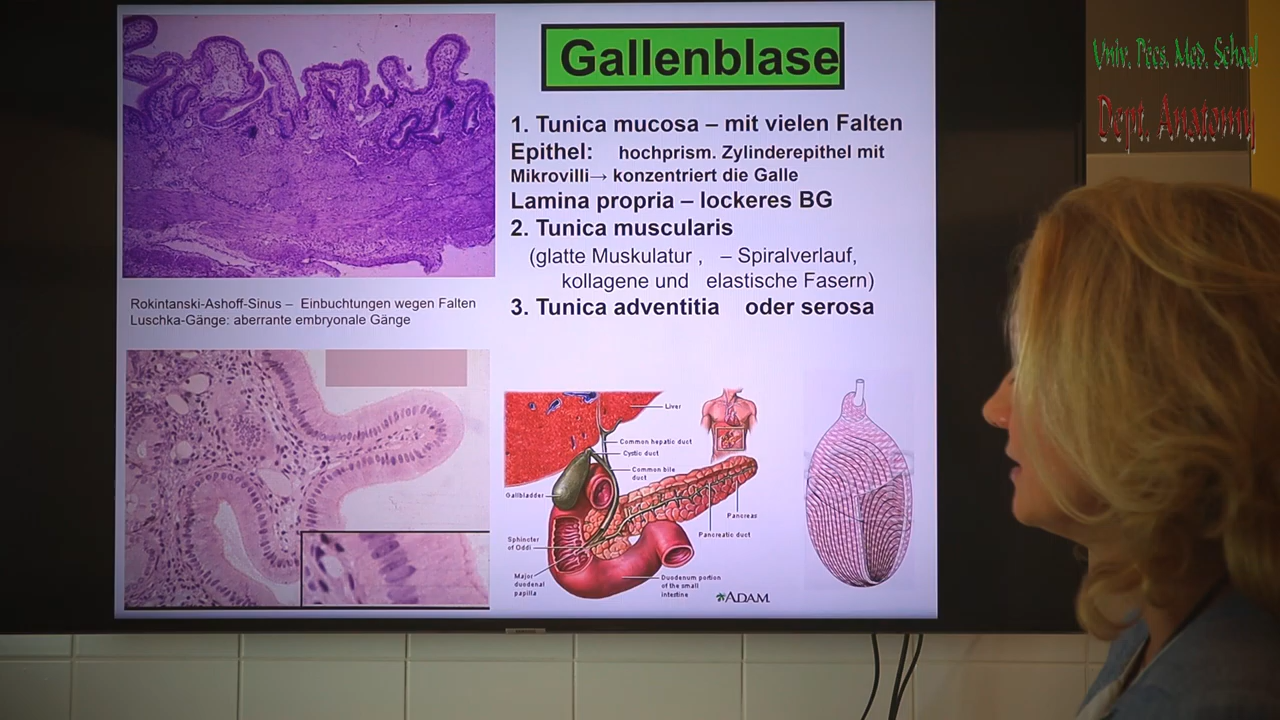 Univ. Pécs. Med. School
Dept. Anatomy
Gallenblase
1. Tunica mucosa – mit vielen Falten
Epithel: hochprism. Zylinderepithel mit
Mikrovilli→ konzentriert die Galle
Lamina propria – lockeres BG
2. Tunica muscularis
(glatte Muskulatur , – Spiralverlauf,
kollagene und elastische Fasern)
3. Tunica adventitia oder serosa
Rokintanski-Ashoff-Sinus – Einbuchtungen wegen Falten
Luschka-Gänge: aberrante embryonale Gänge
Liver
Common hepatic duct
Cystic duct
Common bile
duct
Gallbladder
Pancreas
Pancreatic duct
Sphincter
of Oddi
Major
duodenal
papilla
Duodenum portion
of the small
intestine
ADAM